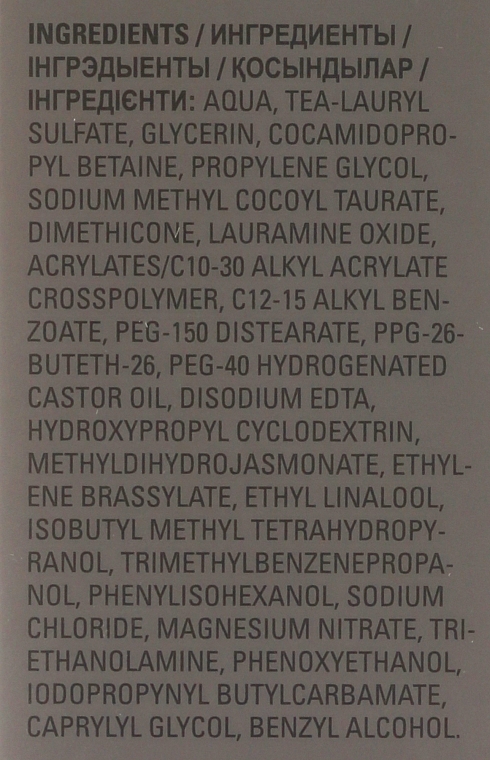 INGREDIENTS / ИНГРЕДИЕНТЫ /
ІНГРЭДЫЕНТЫ / ҚОСЫНДЫЛАР /
ІНГРЕДІЄНТИ: AQUA, TEA-LAURYL
SULFATE, GLYCERIN, COCAMIDOPRO-
PYL BETAINE, PROPYLENE GLYCOL,
SODIUM METHYL COCOYL TAURATE,
DIMETHICONE, LAURAMINE OXIDE,
ACRYLATES/C10-30 ALKYL ACRYLATE
CROSSPOLYMER, C12-15 ALKYL BEN-
ZOATE, PEG-150 DISTEARATE, PPG-26-
BUTETH-26, PEG-40 HYDROGENATED
CASTOR OIL, DISODIUM EDTA,
HYDROXYPROPYL CYCLODEXTRIN,
METHYLDIHYDROJASMONATE, ETHYL-
ENE BRASSYLATE, ETHYL LINALOOL,
ISOBUTYL METHYL TETRAHYDROPY-
RANOL, TRIMETHYLBENZENEPROPA-
NOL, PHENYLISOHEXANOL, SODIUM
CHLORIDE, MAGNESIUM NITRATE, TRI-
ETHANOLAMINE, PHENOXYETHANOL,
IODOPROPYNYL BUTYLCARBAMATE,
CAPRYLYL GLYCOL, BENZYL ALCOHOL.